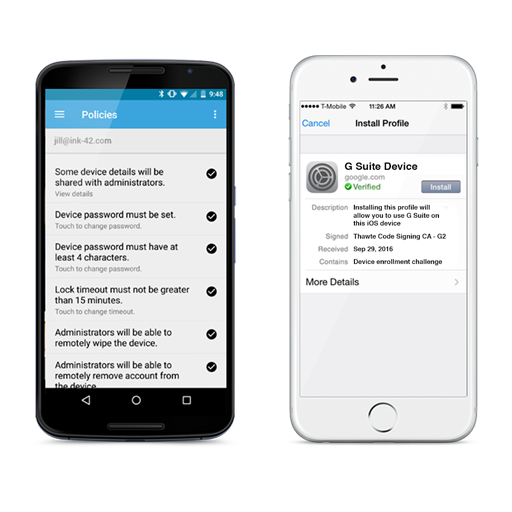 9:48
Policies
jill@ink-42.com
Some device details will be
shared with administrators.
View details
Device password must be set.
Touch to change password.
Device password must have at
least 4 characters.
Touch to change password.
Lock timeout must not be greater
than 15 minutes.
Touch to change timeout.
Administrators will be able to
remotely wipe the device.
Administrators will be able to
remotely remove account from
the device.
T-Mobile 11:26 AM
Cancel Install Profile
G Suite Device
google.com
Verified Install
Description Installing this profile will
allow you to use G Suite on
this iOS device
Signed Thawte Code Signing CA - G2
Received Sep 29, 2016
Contains Device enrollment challenge
More Details